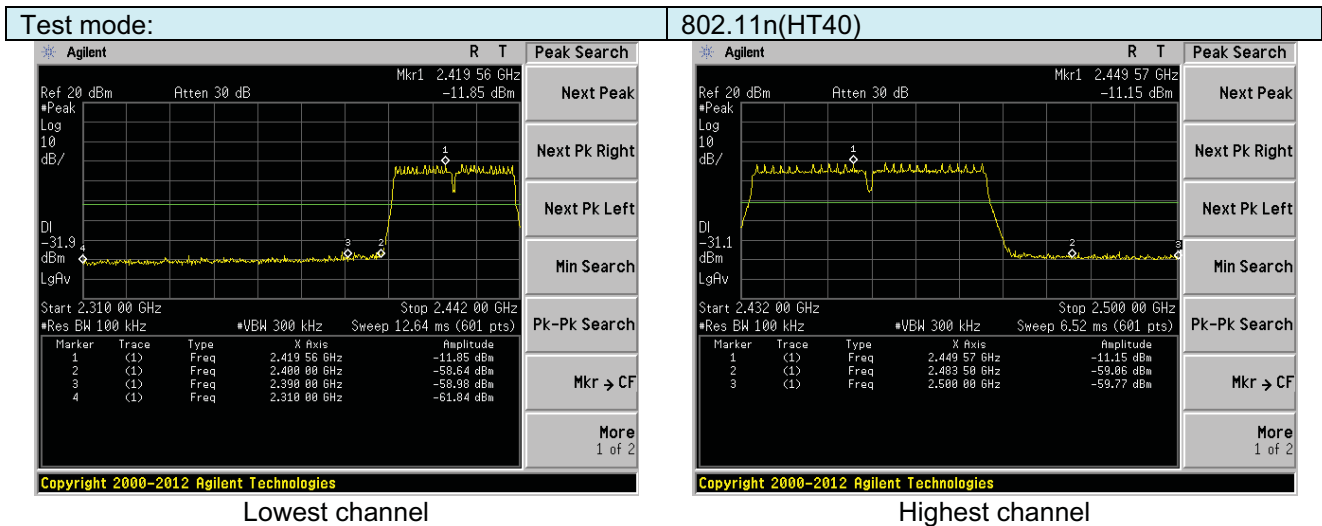 Test mode: 802.11n(HT40)
Agilent R T Peak Search
Mkr1 2.419 56 GHz
Ref 20 dBm Atten 30 dB -11.85 dBm
#Peak
Log
10
dB/
1
DI
-31.9
dBm
LgAv
4
3
2
Start 2.310 00 GHz Stop 2.442 00 GHz
#Res BW 100 kHz #VBW 300 kHz Sweep 12.64 ms (601 pts)
Marker Trace Type X Axis Amplitude
1 (1) Freq 2.419 56 GHz -11.85 dBm
2 (1) Freq 2.400 00 GHz -58.64 dBm
3 (1) Freq 2.390 00 GHz -58.98 dBm
4 (1) Freq 2.310 00 GHz -61.84 dBm
Next Peak
Next Pk Right
Next Pk Left
Min Search
Pk-Pk Search
Mkr → CF
More
1 of 2
Copyright 2000-2012 Agilent Technologies
Lowest channel
Agilent R T Peak Search
Mkr1 2.449 57 GHz
Ref 20 dBm Atten 30 dB -11.15 dBm
#Peak
Log
10
dB/
1
DI
-31.1
dBm
LgAv
2
3
Start 2.432 00 GHz Stop 2.500 00 GHz
#Res BW 100 kHz #VBW 300 kHz Sweep 6.52 ms (601 pts)
Marker Trace Type X Axis Amplitude
1 (1) Freq 2.449 57 GHz -11.15 dBm
2 (1) Freq 2.483 50 GHz -59.06 dBm
3 (1) Freq 2.500 00 GHz -59.77 dBm
Next Peak
Next Pk Right
Next Pk Left
Min Search
Pk-Pk Search
Mkr → CF
More
1 of 2
Copyright 2000-2012 Agilent Technologies
Highest channel